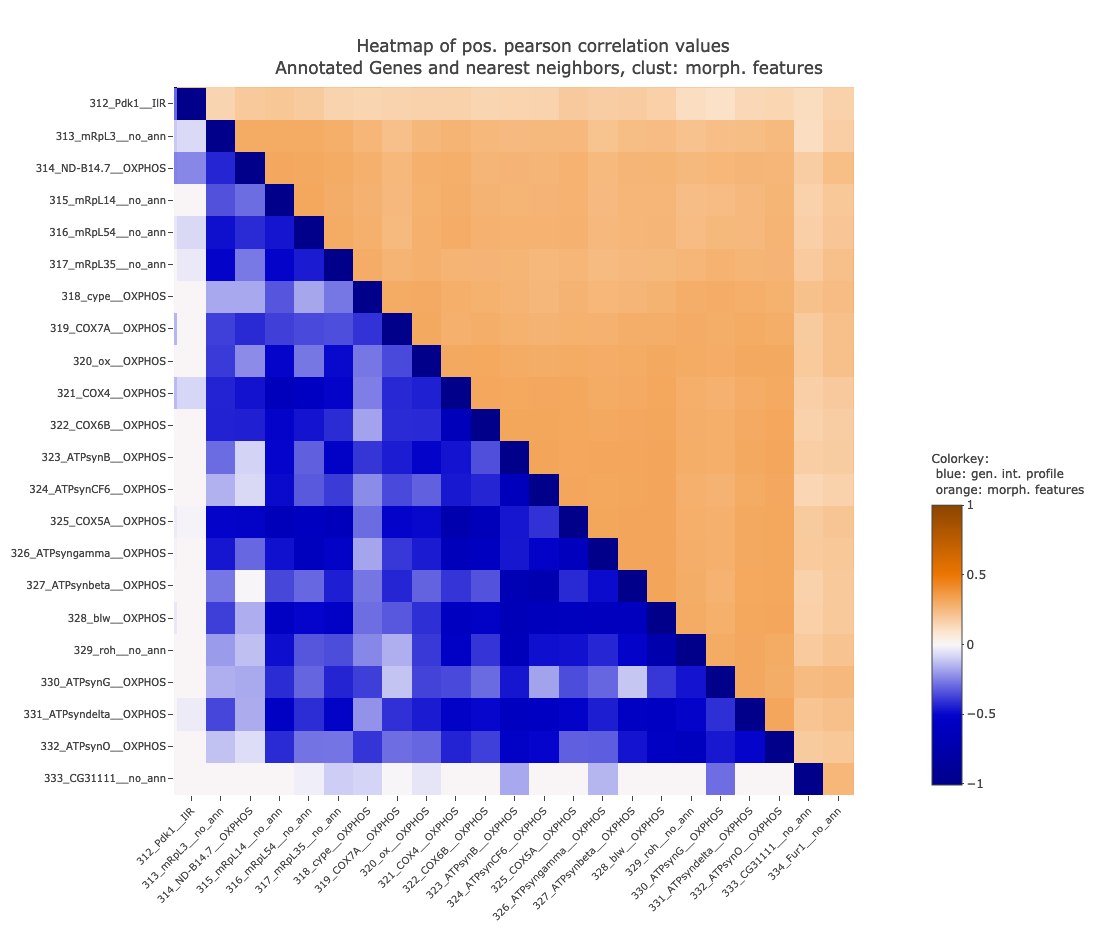 Heatmap of pos. pearson correlation values
Annotated Genes and nearest neighbors, clust: morph. features
312_Pdk1__IIR
313_mRpL3__no_ann
314_ND-B14.7__OXPHOS
315_mRpL14__no_ann
316_mRpL54__no_ann
317_mRpL35__no_ann
318_cype__OXPHOS
319_COX7A__OXPHOS
320_ox__OXPHOS
321_COX4__OXPHOS
322_COX6B__OXPHOS
323_ATPsynB__OXPHOS
324_ATPsynCF6__OXPHOS
325_COX5A__OXPHOS
326_ATPsyngamma__OXPHOS
327_ATPsynbeta__OXPHOS
328_blw__OXPHOS
329_roh__no_ann
330_ATPsynG__OXPHOS
331_ATPsyndelta__OXPHOS
332_ATPsynO__OXPHOS
333_CG31111__no_ann
Colorkey:
blue: gen. int. profile
orange: morph. features
1
0.5
0
−0.5
−1
312_Pdk1__IIR
313_mRpL3__no_ann
314_ND-B14.7__OXPHOS
315_mRpL14__no_ann
316_mRpL54__no_ann
317_mRpL35__no_ann
318_cype__OXPHOS
319_COX7A__OXPHOS
320_ox__OXPHOS
321_COX4__OXPHOS
322_COX6B__OXPHOS
323_ATPsynB__OXPHOS
324_ATPsynCF6__OXPHOS
325_COX5A__OXPHOS
326_ATPsyngamma__OXPHOS
327_ATPsynbeta__OXPHOS
328_blw__OXPHOS
329_roh__no_ann
330_ATPsynG__OXPHOS
331_ATPsyndelta__OXPHOS
332_ATPsynO__OXPHOS
333_CG31111__no_ann
334_Fur1__no_ann